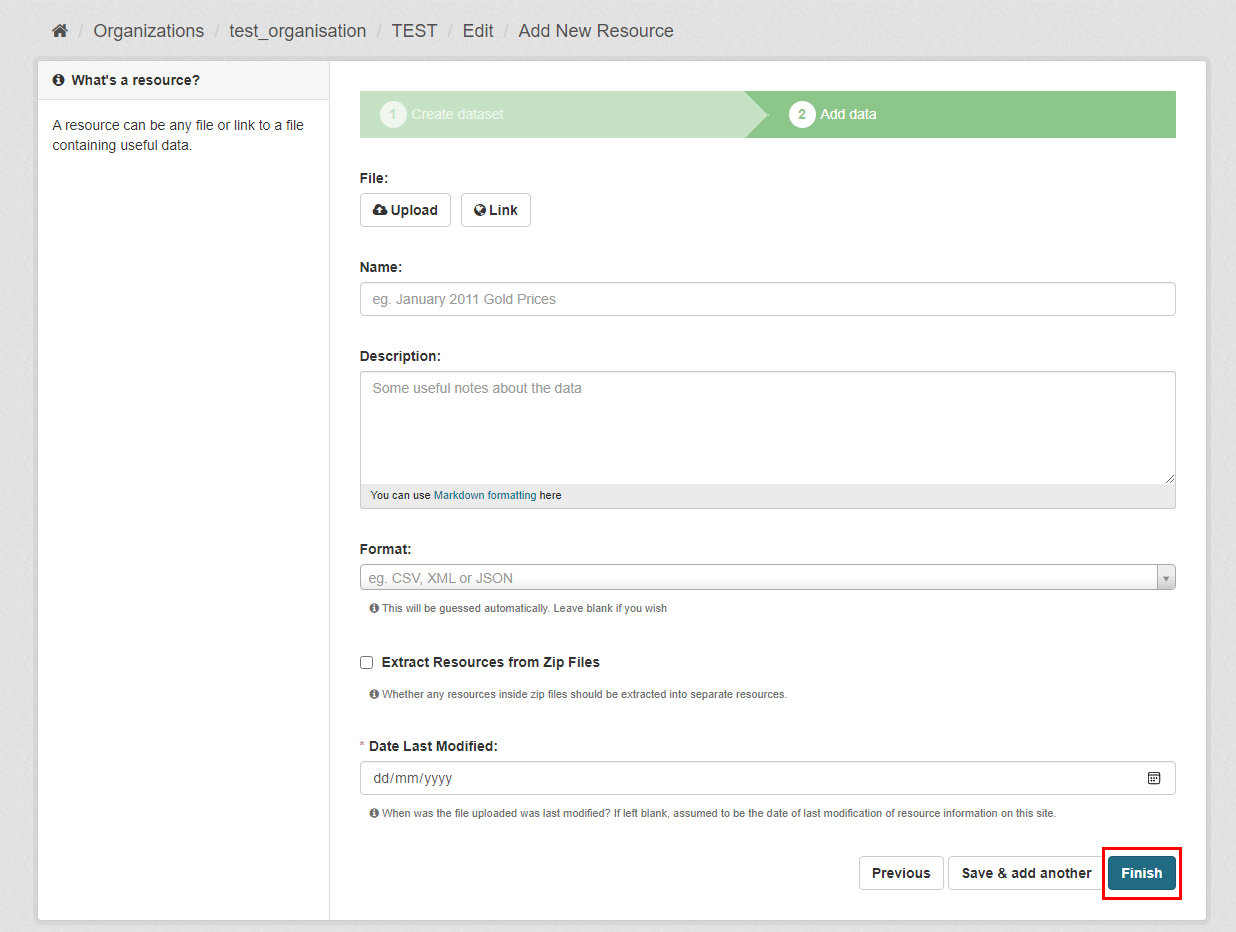 / Organizations / test_organisation / TEST / Edit / Add New Resource
What's a resource?
A resource can be any file or link to a file
containing useful data.
1 Create dataset
2 Add data
File:
Upload
Link
Name:
eg. January 2011 Gold Prices
Description:
Some useful notes about the data
You can use Markdown formatting here
Format:
eg. CSV, XML or JSON
This will be guessed automatically. Leave blank if you wish
Extract Resources from Zip Files
Whether any resources inside zip files should be extracted into separate resources.
* Date Last Modified:
dd/mm/yyyy
When was the file uploaded was last modified? If left blank, assumed to be the date of last modification of resource information on this site.
Previous
Save & add another
Finish